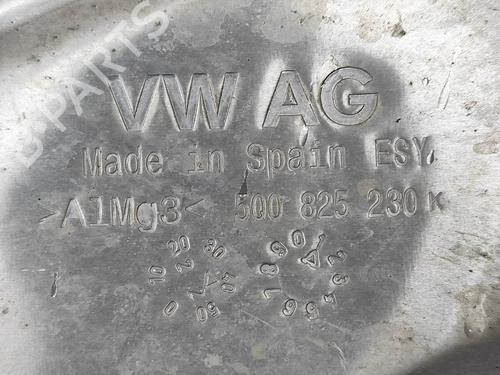 B-PARTS
VW AG
Made in Spain ESY
>AlMg3< 5Q0 825 230 K